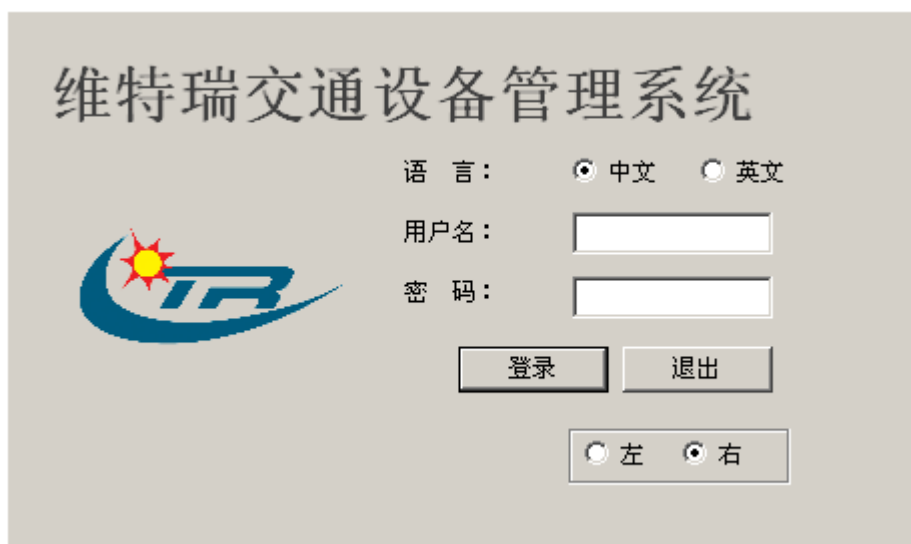 维特瑞交通设备管理系统
语 言： 中文 英文
用户名：
TR
密 码：
登录 退出
左 右